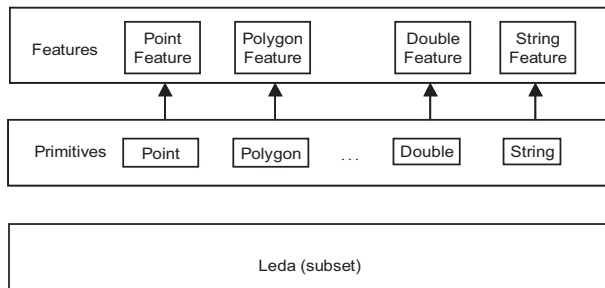 Features
Point
Feature
Polygon
Feature
Double
Feature
String
Feature
Primitives
Point
Polygon
...
Double
String
Leda (subset)